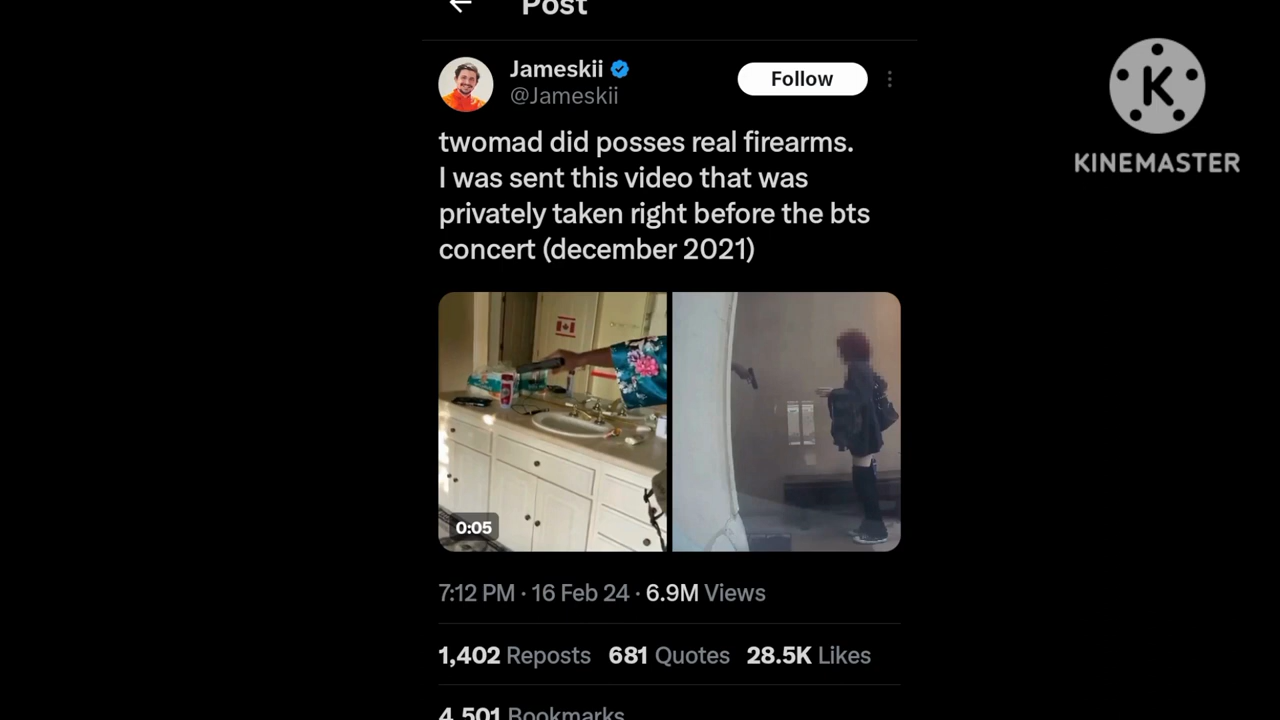 Post
Jameskii
Follow
@Jameskii
twomad did posses real firearms.
I was sent this video that was
privately taken right before the bts
concert (december 2021)
0:05
7:12 PM · 16 Feb 24 · 6.9M Views
1,402 Reposts 681 Quotes 28.5K Likes
4,501 Bookmarks
K
KINEMASTER